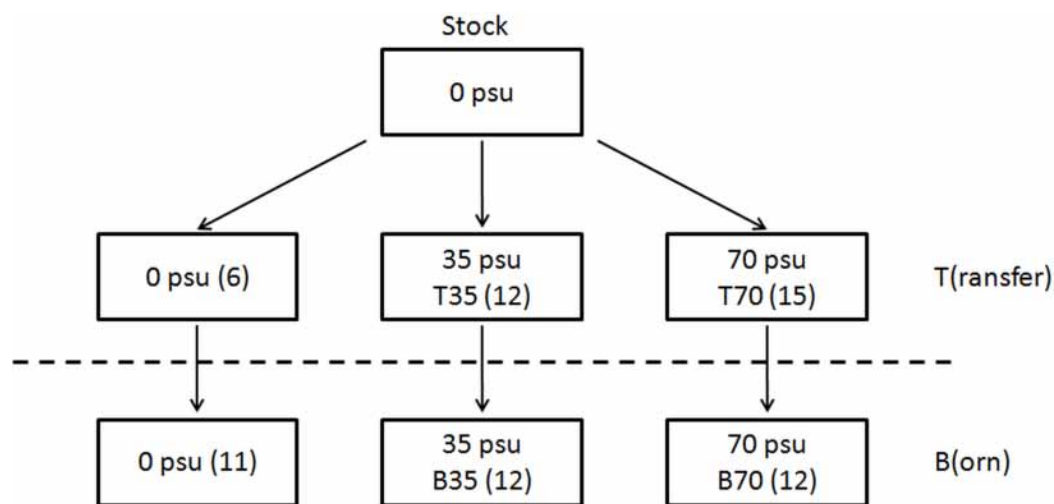 Stock
0 psu
0 psu (6)
35 psu
T35 (12)
70 psu
T70 (15)
T(ransfer)
0 psu (11)
35 psu
B35 (12)
70 psu
B70 (12)
B(orn)